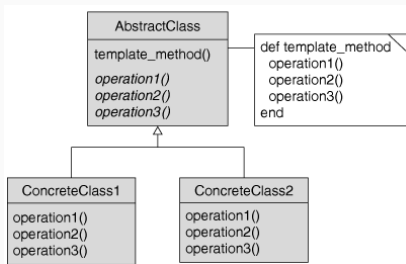 AbstractClass
template_method()
operation1()
operation2()
operation3()
def template_method
operation1()
operation2()
operation3()
end
ConcreteClass1
operation1()
operation2()
operation3()
ConcreteClass2
operation1()
operation2()
operation3()